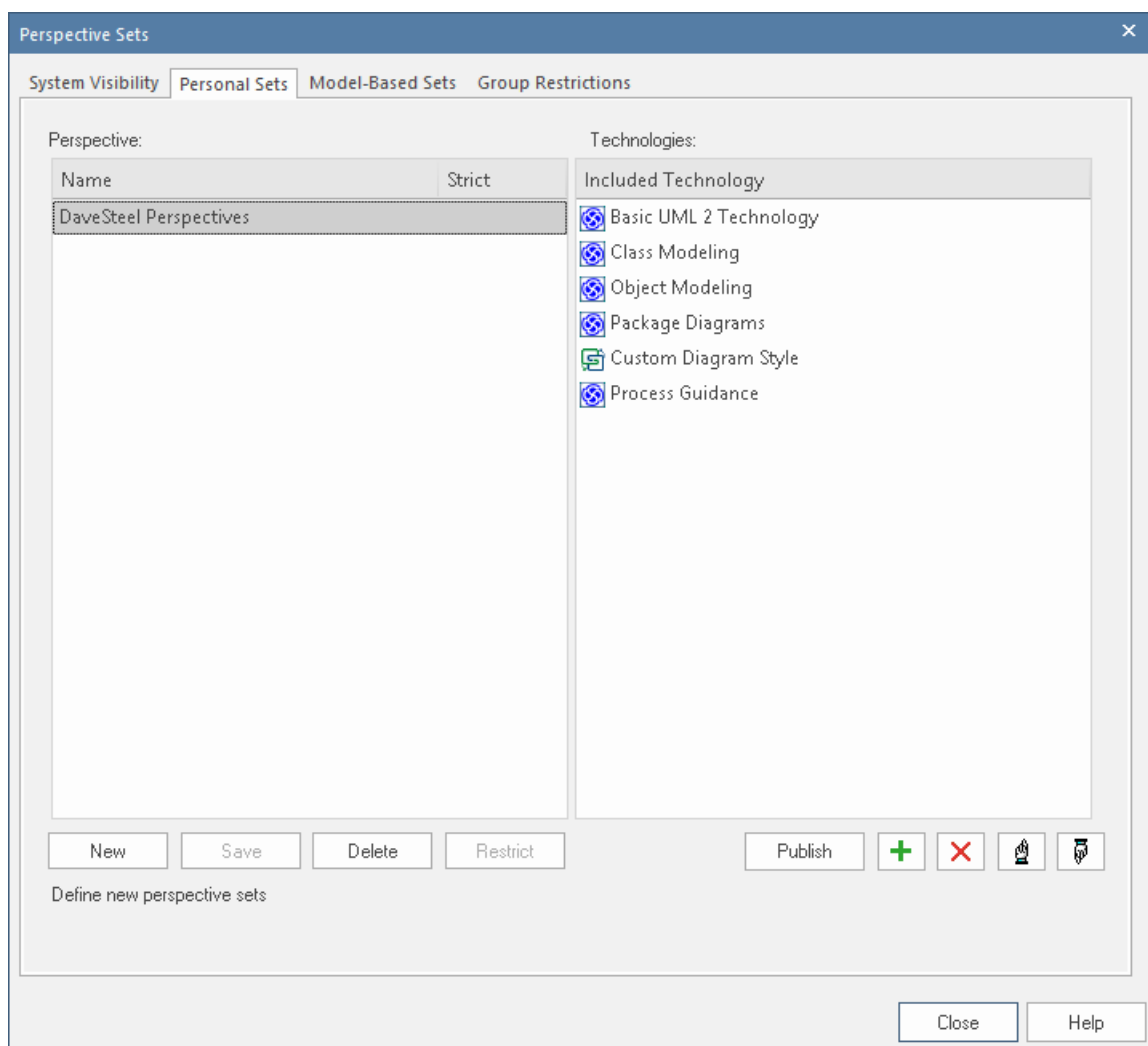 Perspective Sets
System Visibility Personal Sets Model-Based Sets Group Restrictions
Perspective: Technologies:
Name Strict Included Technology
DaveSteel Perspectives Basic UML 2 Technology
Class Modeling
Object Modeling
Package Diagrams
Custom Diagram Style
Process Guidance
New Save Delete Restrict Publish
Define new perspective sets
Close Help